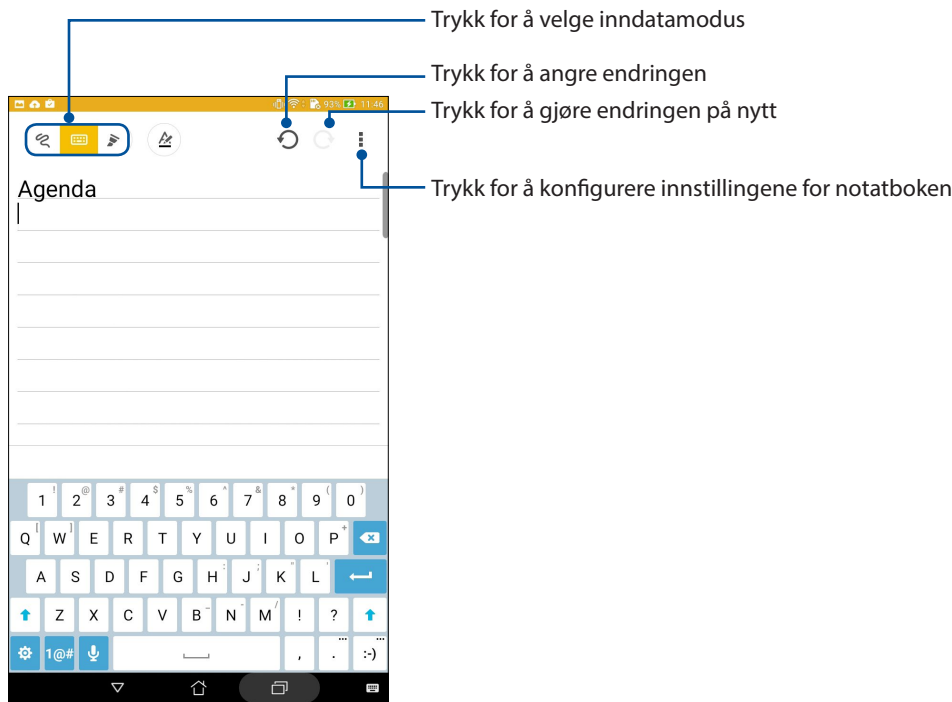 Trykk for å velge inndatamodus
Trykk for å angre endringen
93% 11:46
Trykk for å gjøre endringen på nytt
Trykk for å konfigurere innstillingene for notatboken
Agenda
1 ! 2 @ 3 # 4 $ 5 % 6 ^ 7 & 8 * 9 ( 0 )
Q [ W ] E R T Y U I O P +
A S D F G H : J ; K " L '
Z X C V B _ N - M / ! ?
1@# , . ... :-) ...